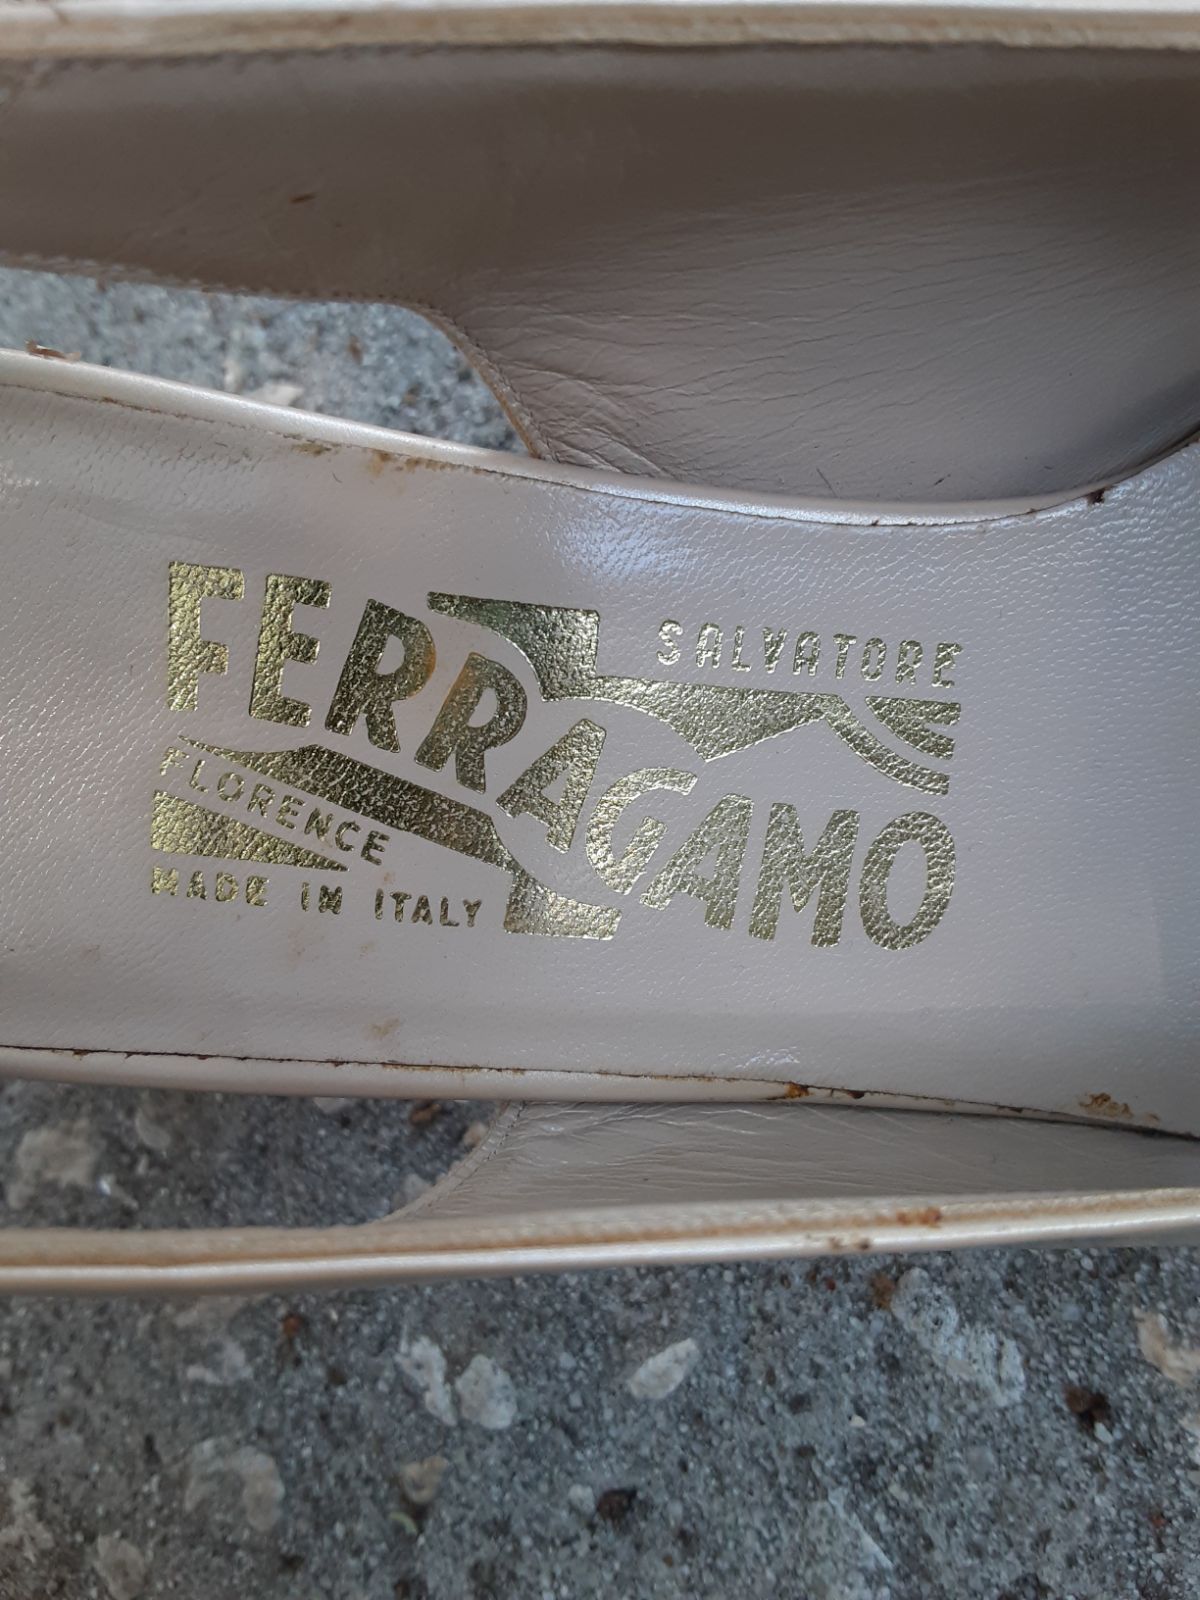 SALVATORE
FERRAGAMO
FLORENCE
MADE IN ITALY